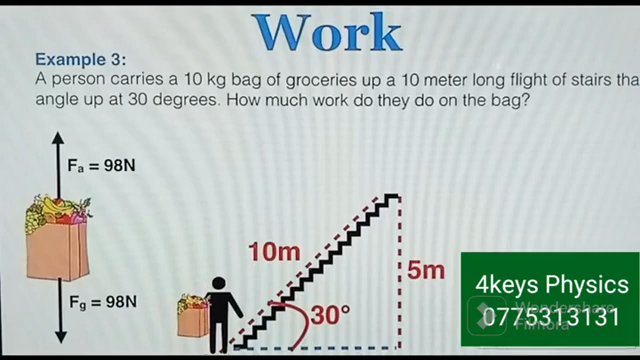 Work
Example 3:
A person carries a 10 kg bag of groceries up a 10 meter long flight of stairs tha
angle up at 30 degrees. How much work do they do on the bag?
Fa = 98N
10m
5m
Fg = 98N
30°
4keys Physics
0775313131
Wondershare
Filmora